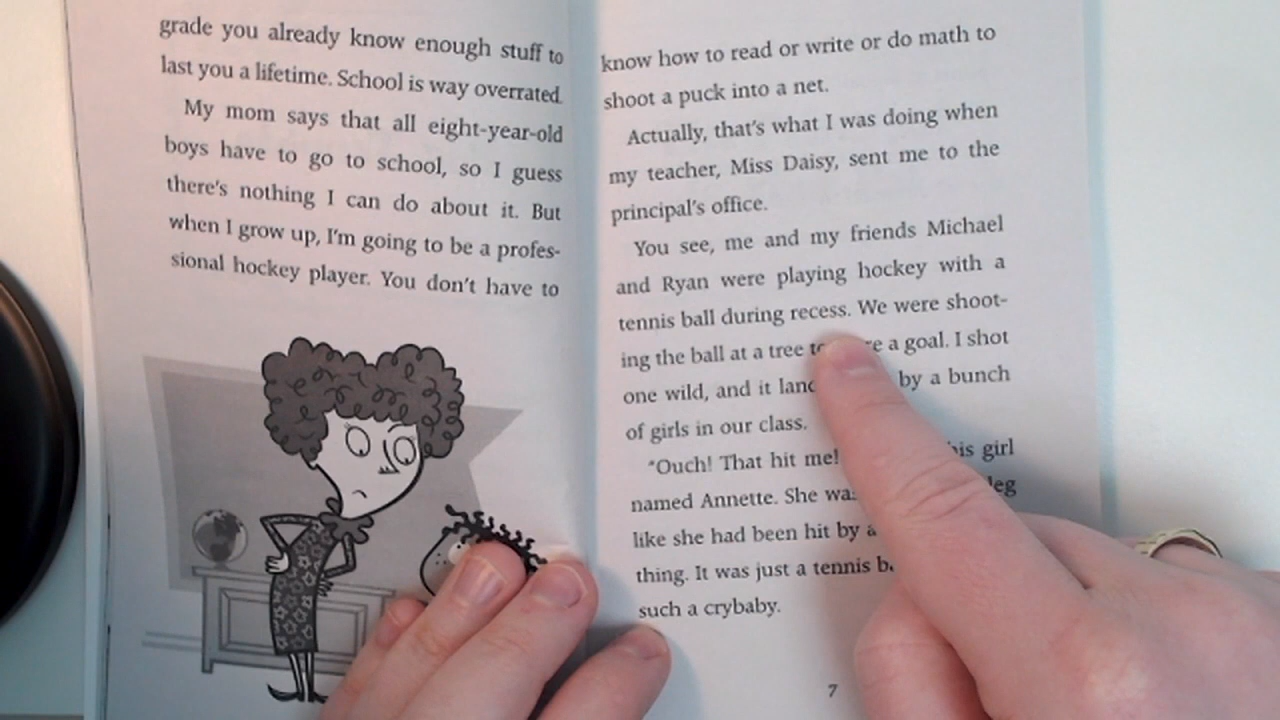 grade you already know enough stuff to
last you a lifetime. School is way overrated.
My mom says that all eight-year-old
boys have to go to school, so I guess
there's nothing I can do about it. But
when I grow up, I'm going to be a profes-
sional hockey player. You don't have to
know how to read or write or do math to
shoot a puck into a net.
Actually, that's what I was doing when
my teacher, Miss Daisy, sent me to the
principal's office.
You see, me and my friends Michael
and Ryan were playing hockey with a
tennis ball during recess. We were shoot-
ing the ball at a tree a goal. I shot
one wild, and it by a bunch
of girls in our class.
"Ouch! That hit me! girl
named Annette. She leg
like she had been hit by a
thing. It was just a tennis
such a crybaby.
7